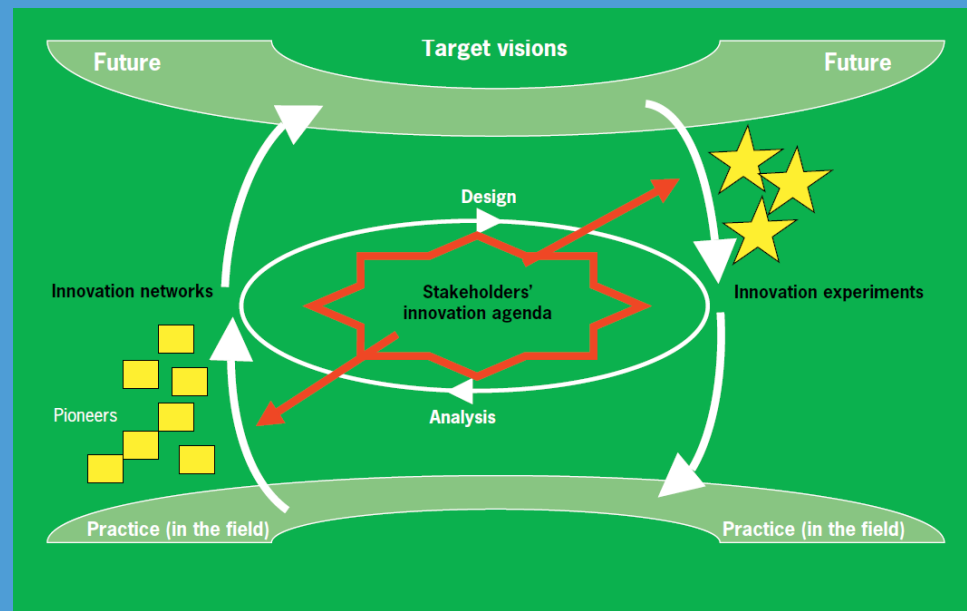 Target visions
Future
Future
Design
Innovation networks
Stakeholders'
innovation agenda
Innovation experiments
Pioneers
Analysis
Practice (in the field)
Practice (in the field)